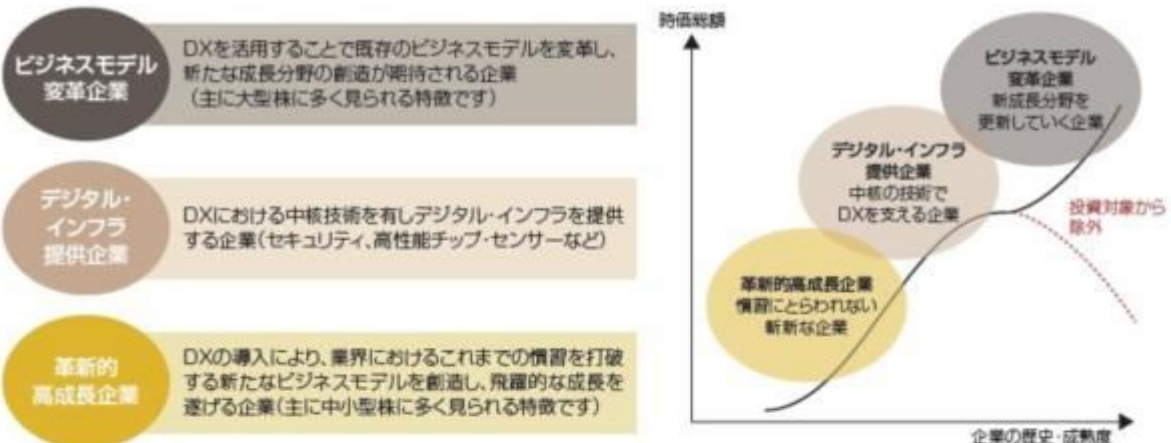 ビジネスモデル
変革企業
DXを活用することで既存のビジネスモデルを変革し、
新たな成長分野の創造が期待される企業
（主に大型株に多く見られる特徴です）
デジタル・
インフラ
提供企業
DXにおける中核技術を有しデジタル・インフラを提供
する企業（セキュリティ、高性能チップ・センサーなど）
革新的
高成長企業
DXの導入により、業界におけるこれまでの慣習を打破
する新たなビジネスモデルを創造し、飛躍的な成長を
遂げる企業（主に中小型株に多く見られる特徴です）
時価総額
ビジネスモデル
変革企業
新成長分野を
更新していく企業
デジタル・インフラ
提供企業
中核の技術で
DXを支える企業
投資対象から
除外
革新的高成長企業
慣習にとらわれない
斬新な企業
企業の歴史・成熟度